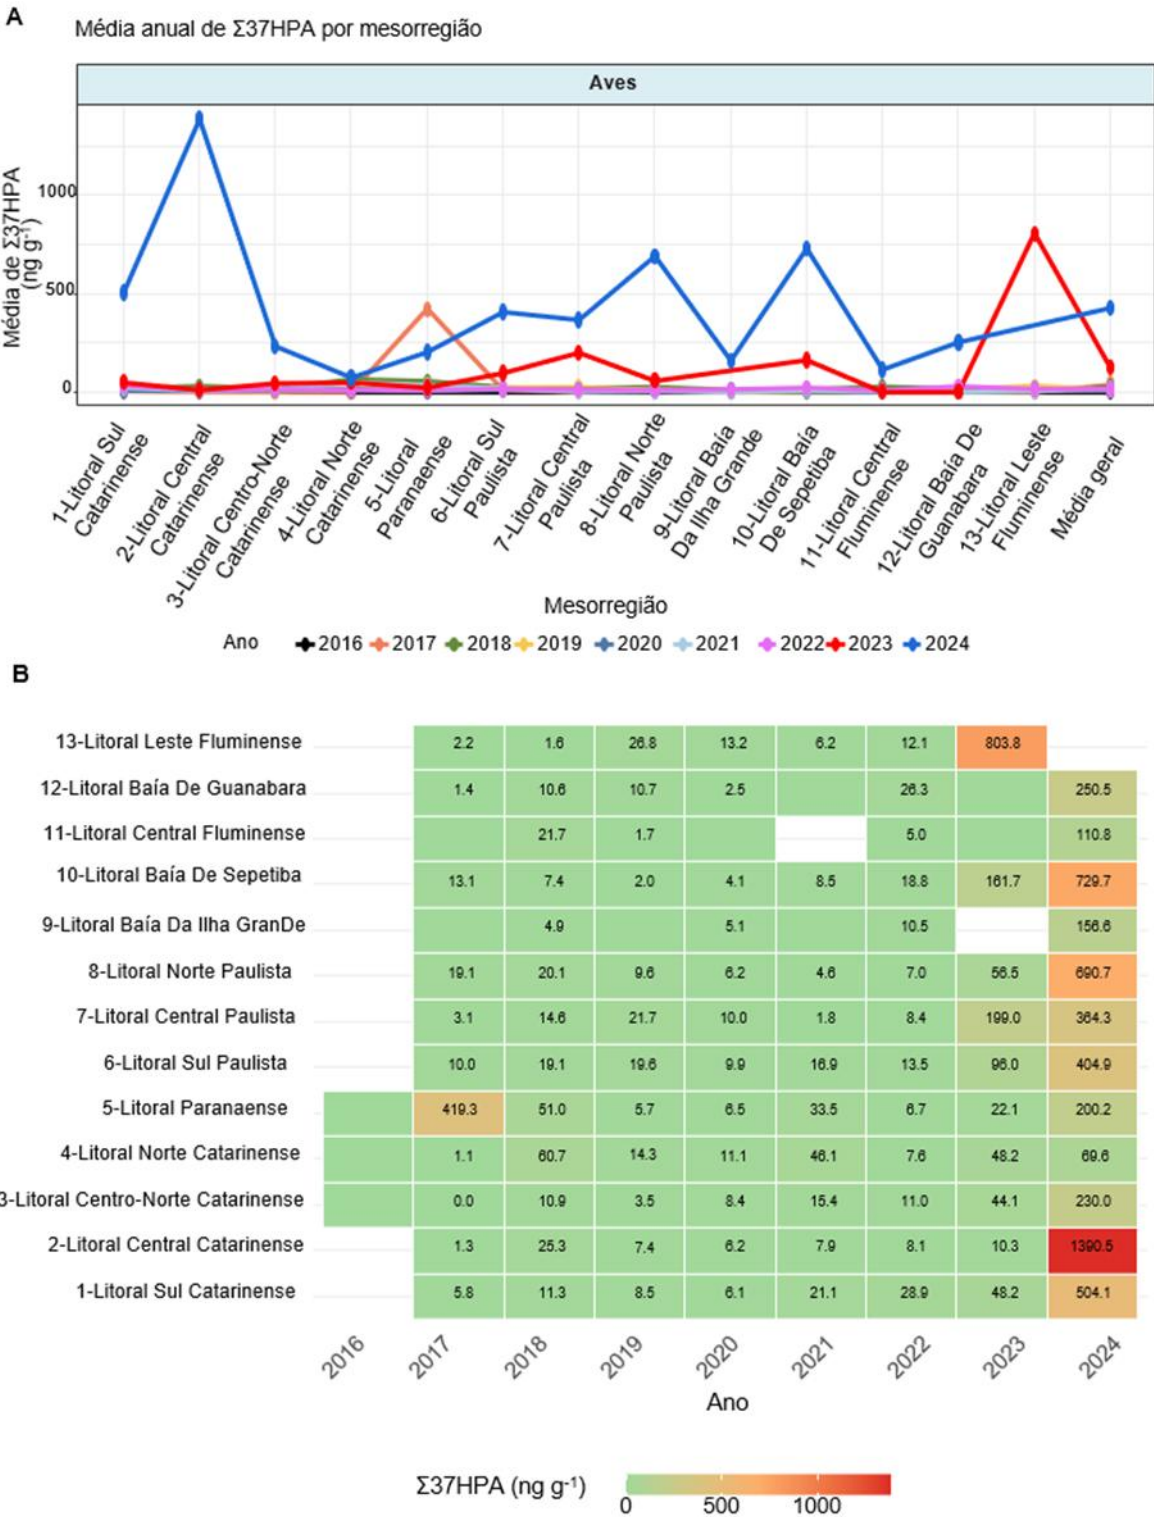 A
Média anual de Σ37HPA por mesorregião
Aves
Média de Σ37HPA
(ng g⁻¹)
1000
500
0
1-Litoral Sul
Catarinense
2-Litoral Central
Catarinense
3-Litoral Centro-Norte
Catarinense
4-Litoral Norte
Catarinense
5-Litoral
Paranaense
6-Litoral Sul
Paulista
7-Litoral Central
Paulista
8-Litoral Norte
Paulista
9-Litoral Baía
Da Ilha Grande
10-Litoral Baía
De Sepetiba
11-Litoral Central
Fluminense
12-Litoral Baía De
Guanabara
13-Litoral Leste
Fluminense
Média geral
Mesorregião
Ano 2016 2017 2018 2019 2020 2021 2022 2023 2024
B
13-Litoral Leste Fluminense 2.2 1.6 26.8 13.2 6.2 12.1 803.8
12-Litoral Baía De Guanabara 1.4 10.6 10.7 2.5 26.3 250.5
11-Litoral Central Fluminense 21.7 1.7 5.0 110.8
10-Litoral Baía De Sepetiba 13.1 7.4 2.0 4.1 8.5 18.8 161.7 729.7
9-Litoral Baía Da Ilha GranDe 4.9 5.1 10.5 156.6
8-Litoral Norte Paulista 19.1 20.1 9.6 6.2 4.6 7.0 56.5 690.7
7-Litoral Central Paulista 3.1 14.6 21.7 10.0 1.8 8.4 199.0 364.3
6-Litoral Sul Paulista 10.0 19.1 19.6 9.9 16.9 13.5 96.0 404.9
5-Litoral Paranaense 419.3 51.0 5.7 6.5 33.5 6.7 22.1 200.2
4-Litoral Norte Catarinense 1.1 60.7 14.3 11.1 46.1 7.6 48.2 69.6
3-Litoral Centro-Norte Catarinense 0.0 10.9 3.5 8.4 15.4 11.0 44.1 230.0
2-Litoral Central Catarinense 1.3 25.3 7.4 6.2 7.9 8.1 10.3 1390.5
1-Litoral Sul Catarinense 5.8 11.3 8.5 6.1 21.1 28.9 48.2 504.1
2016 2017 2018 2019 2020 2021 2022 2023 2024
Ano
Σ37HPA (ng g⁻¹)
0 500 1000